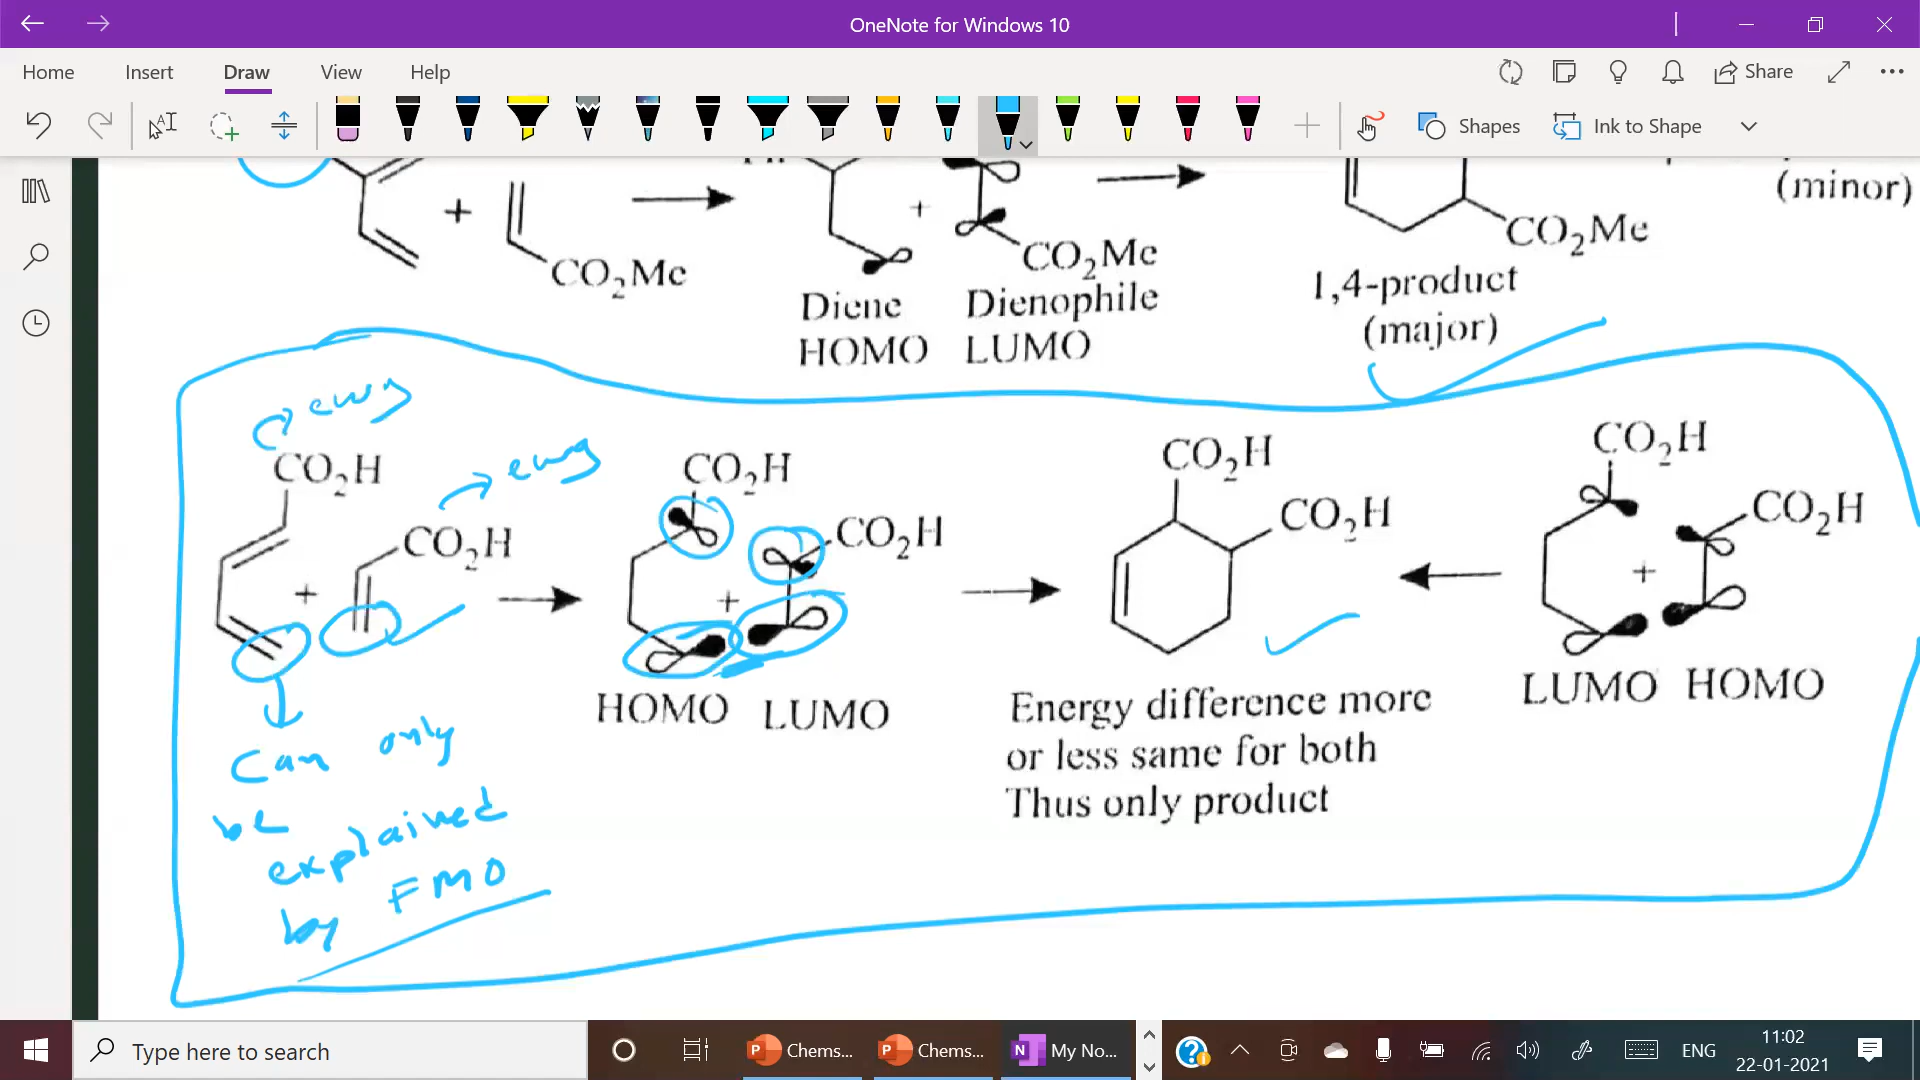 OneNote for Windows 10
Home Insert Draw View Help
Share
Shapes Ink to Shape
CO2Me
Diene
HOMO
CO2Me
Dienophile
LUMO
CO2Me
1,4-product
(major)
(minor)
ewg
CO2H
ewg
CO2H
+
CO2H
CO2H
+
HOMO LUMO
CO2H
CO2H
Energy difference more
or less same for both
Thus only product
CO2H
CO2H
+
LUMO HOMO
Can only
be
explained
by FMO
Type here to search
Chems...
Chems...
My No...
ENG
11:02
22-01-2021